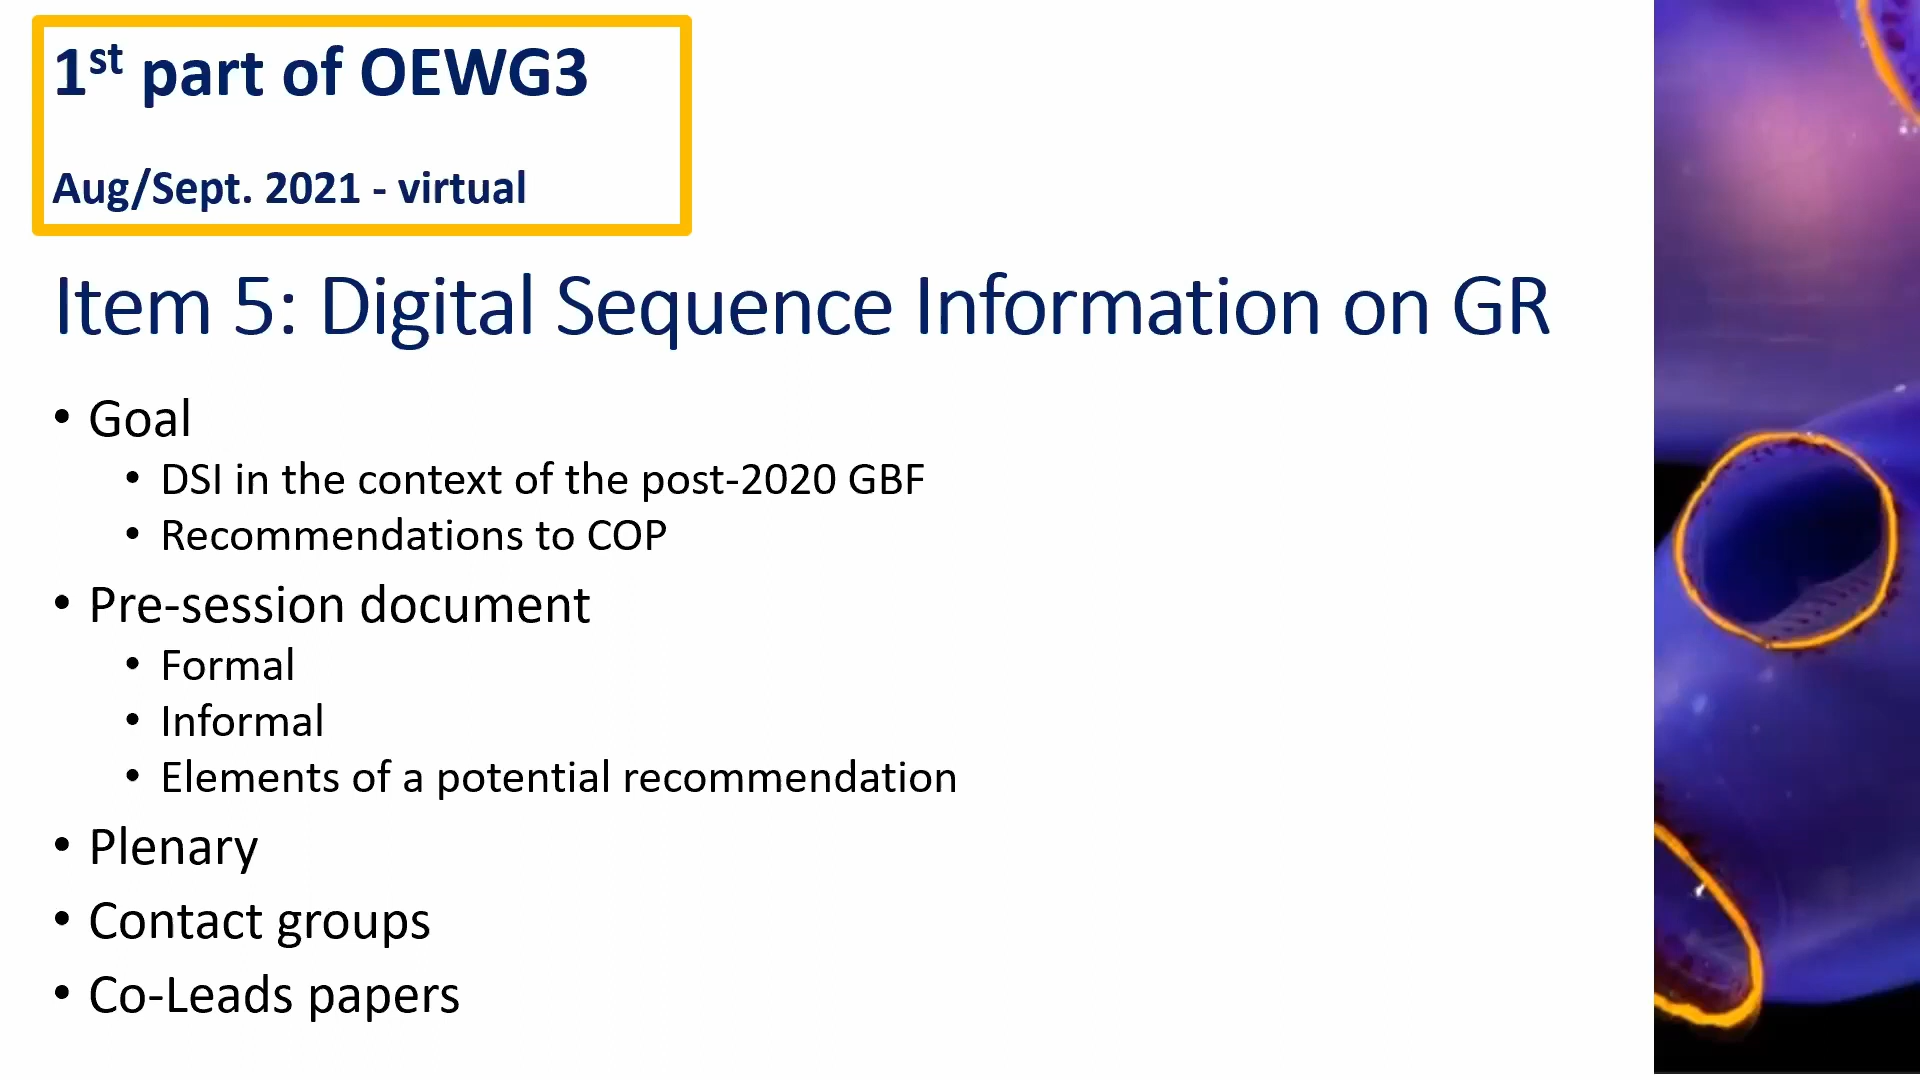 1st part of OEWG3
Aug/Sept. 2021 - virtual
Item 5: Digital Sequence Information on GR
• Goal
• DSI in the context of the post-2020 GBF
• Recommendations to COP
• Pre-session document
• Formal
• Informal
• Elements of a potential recommendation
• Plenary
• Contact groups
• Co-Leads papers